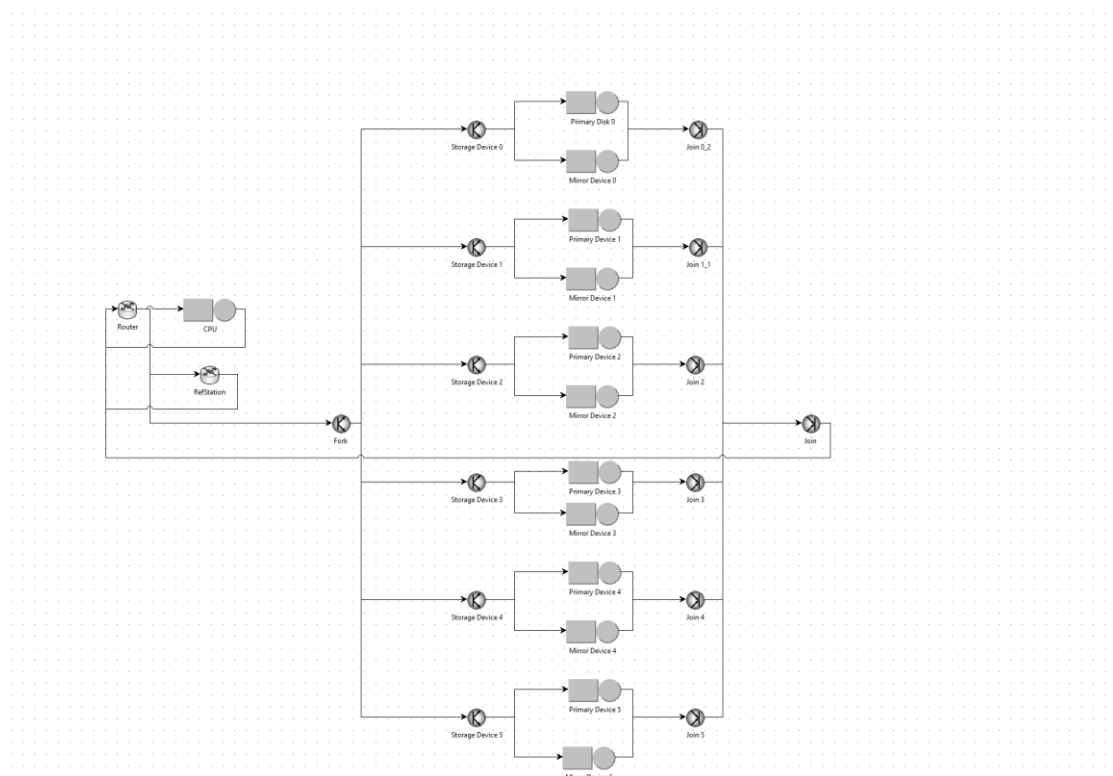 Primary Disk 0
Storage Device 0
Join 0_2
Mirror Device 0
Primary Device 1
Storage Device 1
Join 1_1
Mirror Device 1
Router
CPU
Primary Device 2
Storage Device 2
Join 2
RefStation
Mirror Device 2
Fork
Join
Primary Device 3
Storage Device 3
Join 3
Mirror Device 3
Primary Device 4
Storage Device 4
Join 4
Mirror Device 4
Primary Device 5
Storage Device 5
Join 5